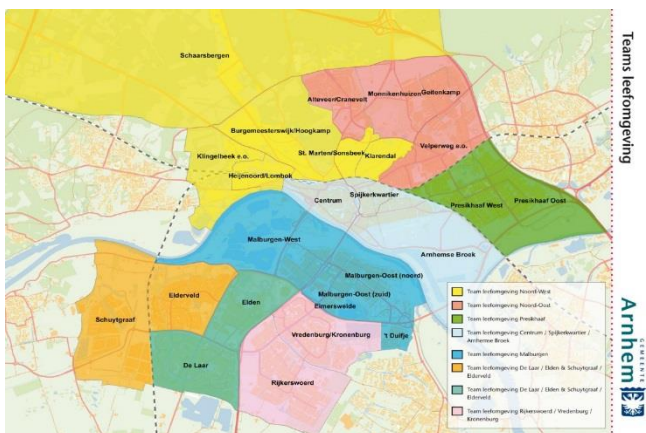 Schaarsbergen
Monnikenhuizen
Geitenkamp
Alteveer/Cranevelt
Burgemeesterswijk/Hoogkamp
Klingelbeek e.o.
St. Marten/Sonsbeek
Klarendal
Velperweg e.o.
Heijenoord/Lombok
Centrum
Spijkerkwartier
Presikhaaf West
Presikhaaf Oost
Malburgen-West
Arnhemse Broek
Malburgen-Oost (noord)
Malburgen-Oost (zuid)
Eimersweide
Elderveld
Elden
Schuytgraaf
Vredenburg/Kronenburg
't Duifje
De Laar
Rijkerswoerd
Team leefomgeving Noord-West
Team leefomgeving Noord-Oost
Team leefomgeving Presikhaaf
Team leefomgeving Centrum / Spijkerkwartier /
Arnhemse Broek
Team leefomgeving Malburgen
Team leefomgeving De Laar / Elden & Schuytgraaf /
Elderveld
Team leefomgeving De Laar / Elden & Schuytgraaf /
Elderveld
Team leefomgeving Rijkerswoerd / Vredenburg /
Kronenburg
Teams leefomgeving
GEMEENTE
Arnhem